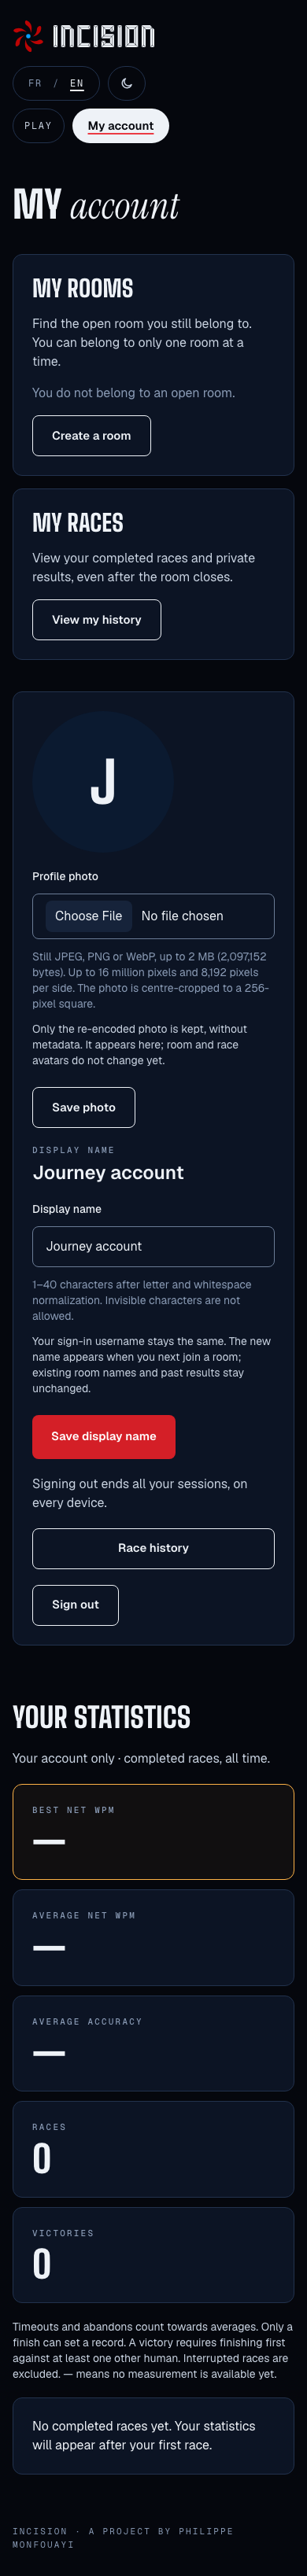 INCISION
FR / EN
PLAY My account
MY account
MY ROOMS
Find the open room you still belong to.
You can belong to only one room at a
time.
You do not belong to an open room.
Create a room
MY RACES
View your completed races and private
results, even after the room closes.
View my history
J
Profile photo
Choose File No file chosen
Still JPEG, PNG or WebP, up to 2 MB (2,097,152
bytes). Up to 16 million pixels and 8,192 pixels
per side. The photo is centre-cropped to a 256-
pixel square.
Only the re-encoded photo is kept, without
metadata. It appears here; room and race
avatars do not change yet.
Save photo
DISPLAY NAME
Journey account
Display name
Journey account
1–40 characters after letter and whitespace
normalization. Invisible characters are not
allowed.
Your sign-in username stays the same. The new
name appears when you next join a room;
existing room names and past results stay
unchanged.
Save display name
Signing out ends all your sessions, on
every device.
Race history
Sign out
YOUR STATISTICS
Your account only · completed races, all time.
BEST NET WPM
—
AVERAGE NET WPM
—
AVERAGE ACCURACY
—
RACES
0
VICTORIES
0
Timeouts and abandons count towards averages. Only a
finish can set a record. A victory requires finishing first
against at least one other human. Interrupted races are
excluded. — means no measurement is available yet.
No completed races yet. Your statistics
will appear after your first race.
INCISION · A PROJECT BY PHILIPPE
MONFOUAYI